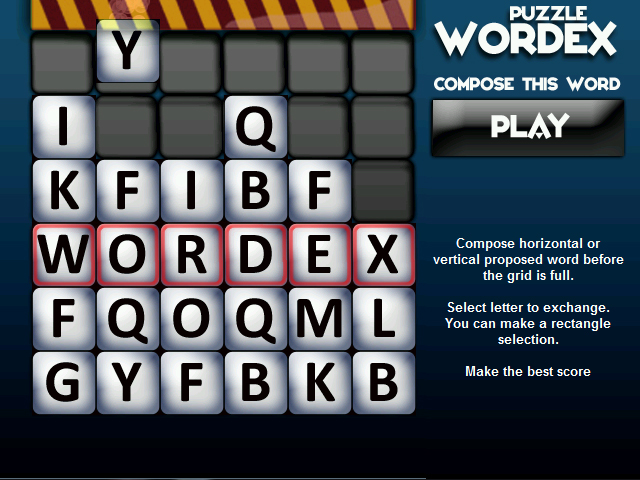 PUZZLE
WORDEX
COMPOSE THIS WORD
PLAY
Y
I Q
K F I B F
W O R D E X
F Q O Q M L
G Y F B K B
Compose horizontal or
vertical proposed word before
the grid is full.
Select letter to exchange.
You can make a rectangle
selection.
Make the best score